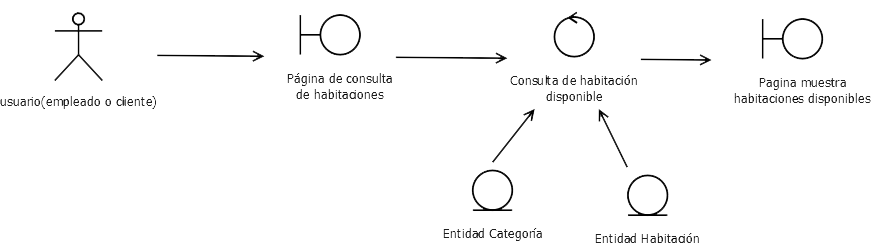 usuario(empleado o cliente)
Página de consulta
de habitaciones
Consulta de habitación
disponible
Pagina muestra
habitaciones disponibles
Entidad Categoría
Entidad Habitación